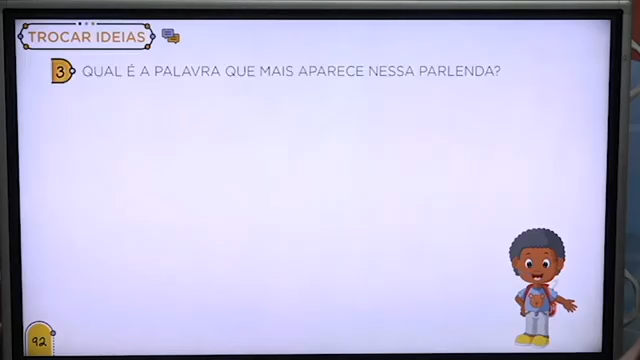 TROCAR IDEIAS
3 QUAL É A PALAVRA QUE MAIS APARECE NESSA PARLENDA?
92